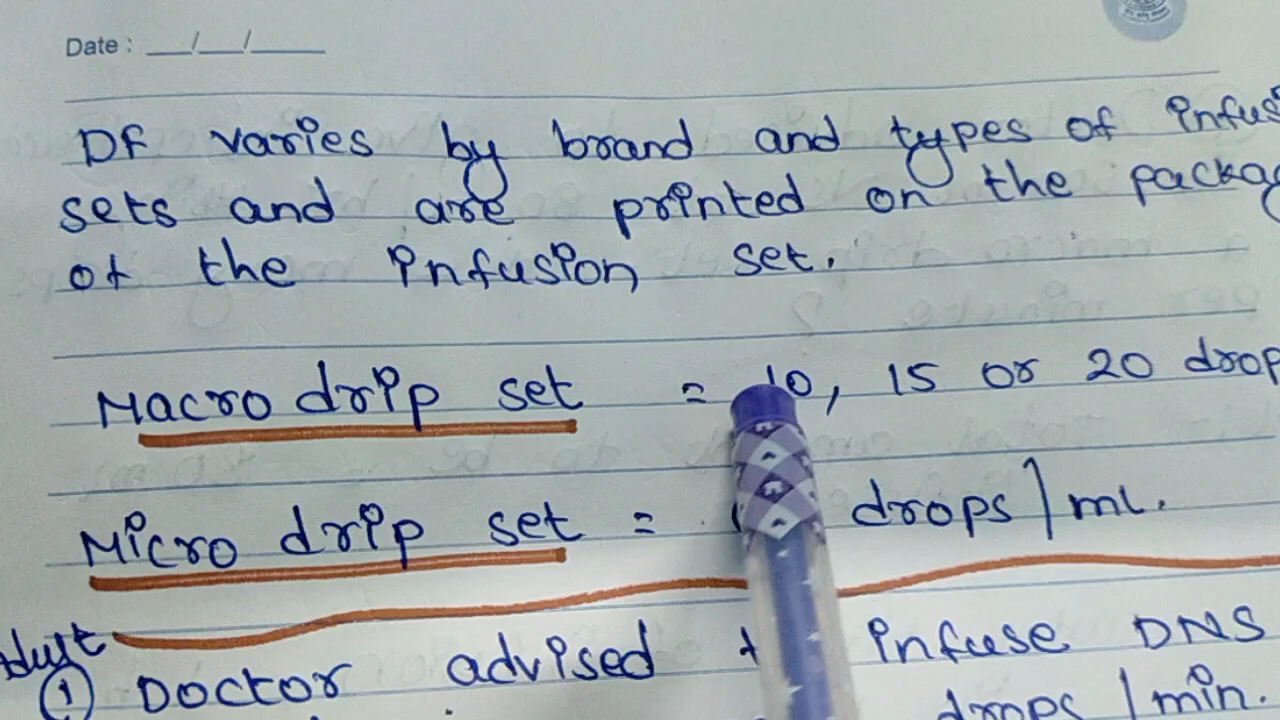 Date : __/__/____
DF varies by brand and types of infus
sets and are printed on the packag
of the infusion set.
Macro drip set = 10, 15 or 20 drop
Micro drip set = drops/ml.
① Doctor advised infuse DNS
drops/min.